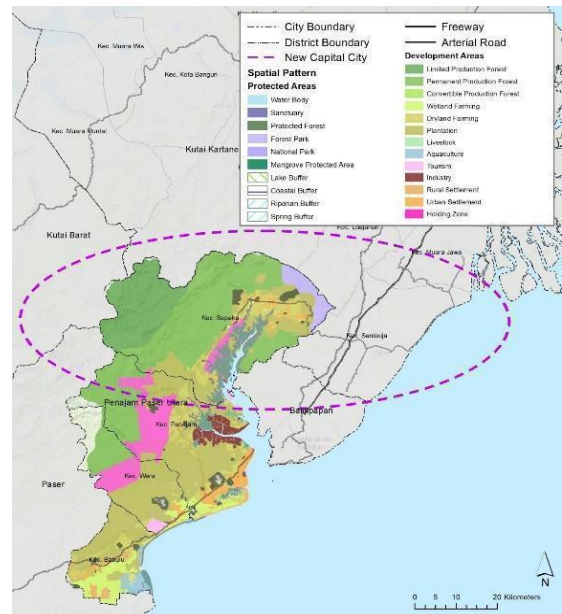 Kec. Muara Wis
Kec. Kota Bangun
Kec. Muara Muntai
Kutai Kartane
Kutai Barat
City Boundary
District Boundary
New Capital City
Spatial Pattern
Protected Areas
Water Body
Sanctuary
Protected Forest
Forest Park
National Park
Mangrove Protected Area
Lake Buffer
Coastal Buffer
Riparian Buffer
Spring Buffer
Freeway
Arterial Road
Development Areas
Limited Production Forest
Permanent Production Forest
Convertible Production Forest
Wetland Farming
Dryland Farming
Plantation
Livestock
Aquaculture
Tourism
Industry
Rural Settlement
Urban Settlement
Holding Zone
Kec. Muara Jawa
Kec. Sepaku
Kec. Samboja
Penajam Paser Utara
Balikpapan
Kec. Penajam
Kec. Waru
Paser
Kec. Babulu
N
0 5 10 20 Kilometers